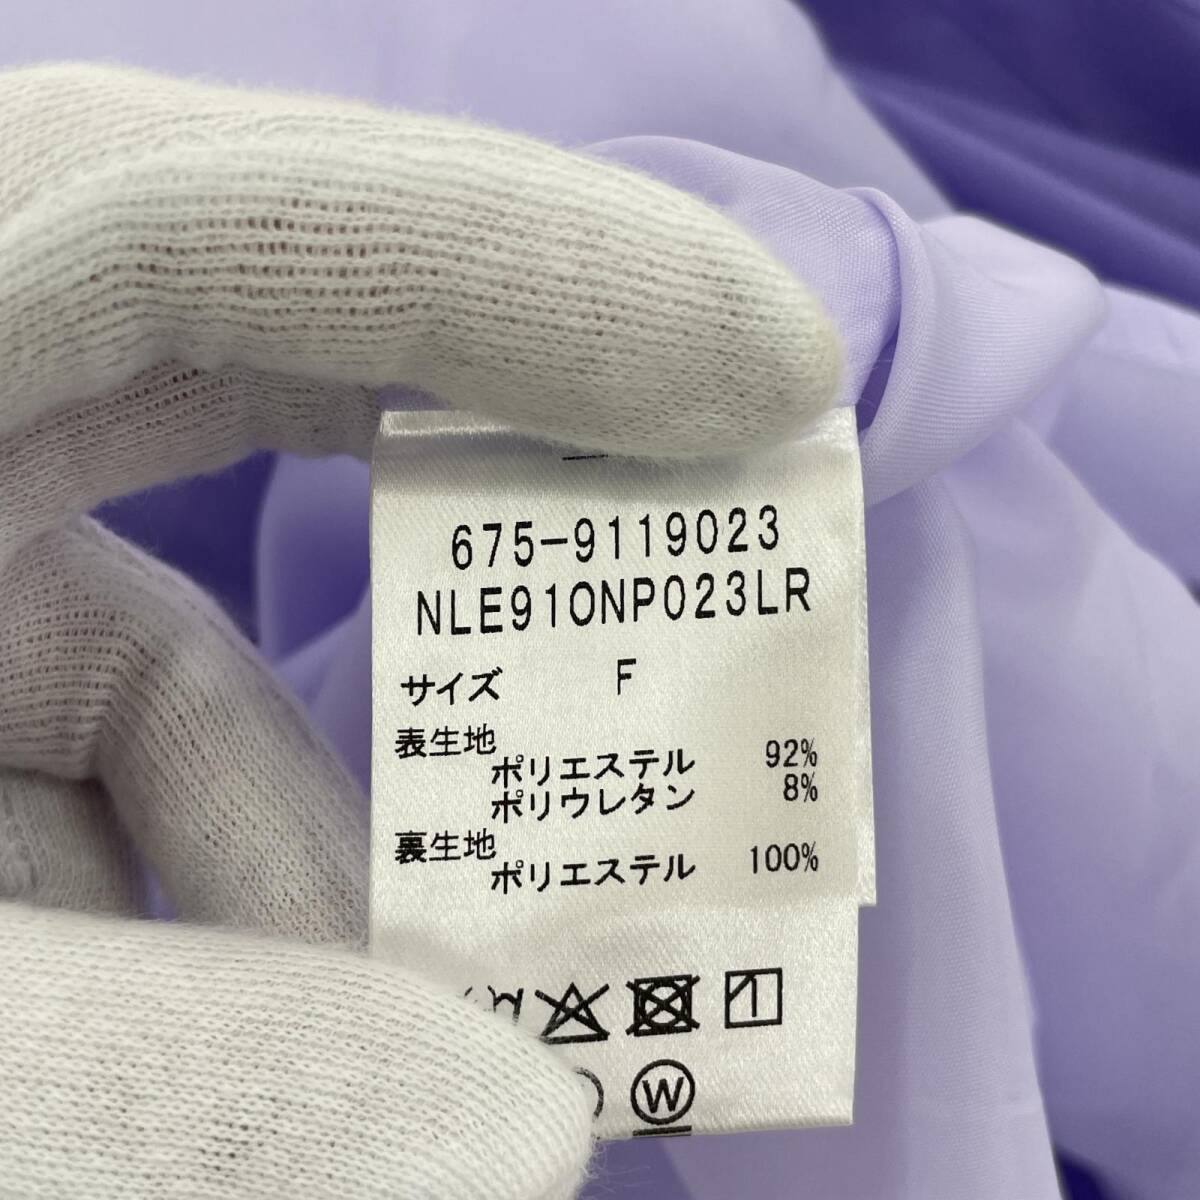 675-9119023
NLE910NP023LR
サイズ F
表生地
ポリエステル 92%
ポリウレタン 8%
裏生地
ポリエステル 100%
W